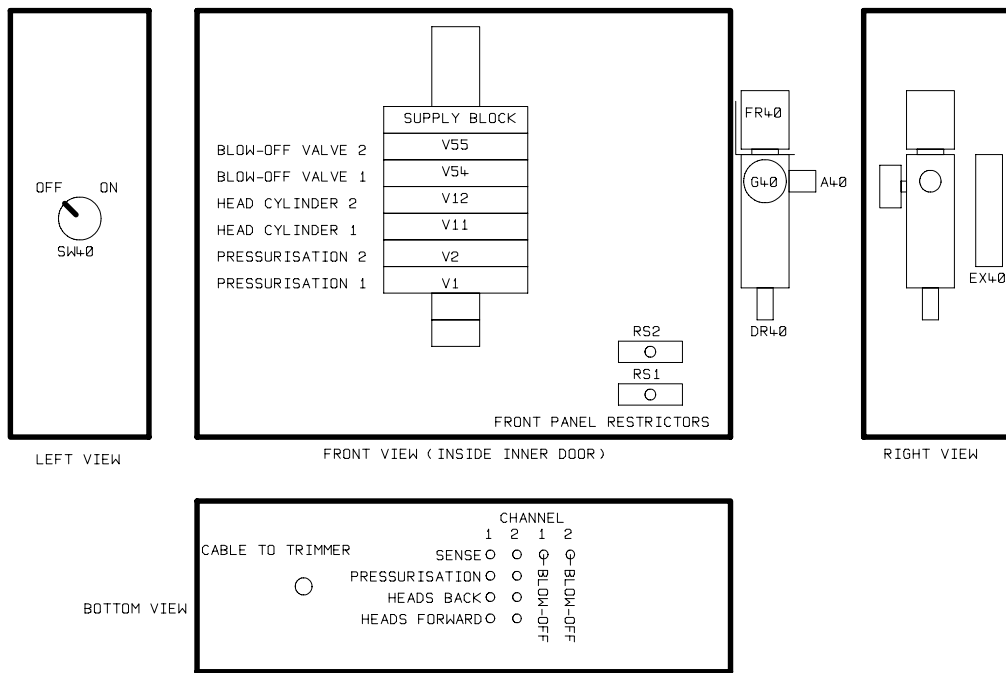 OFF ON
SW40
LEFT VIEW
SUPPLY BLOCK
BLOW-OFF VALVE 2 V55
BLOW-OFF VALVE 1 V54
HEAD CYLINDER 2 V12
HEAD CYLINDER 1 V11
PRESSURISATION 2 V2
PRESSURISATION 1 V1
RS2
RS1
FRONT PANEL RESTRICTORS
FRONT VIEW (INSIDE INNER DOOR)
FR40
G40 A40
DR40
EX40
RIGHT VIEW
BOTTOM VIEW
CABLE TO TRIMMER
CHANNEL
1 2 1 2
SENSE
PRESSURISATION
HEADS BACK
HEADS FORWARD
BLOW-OFF
BLOW-OFF